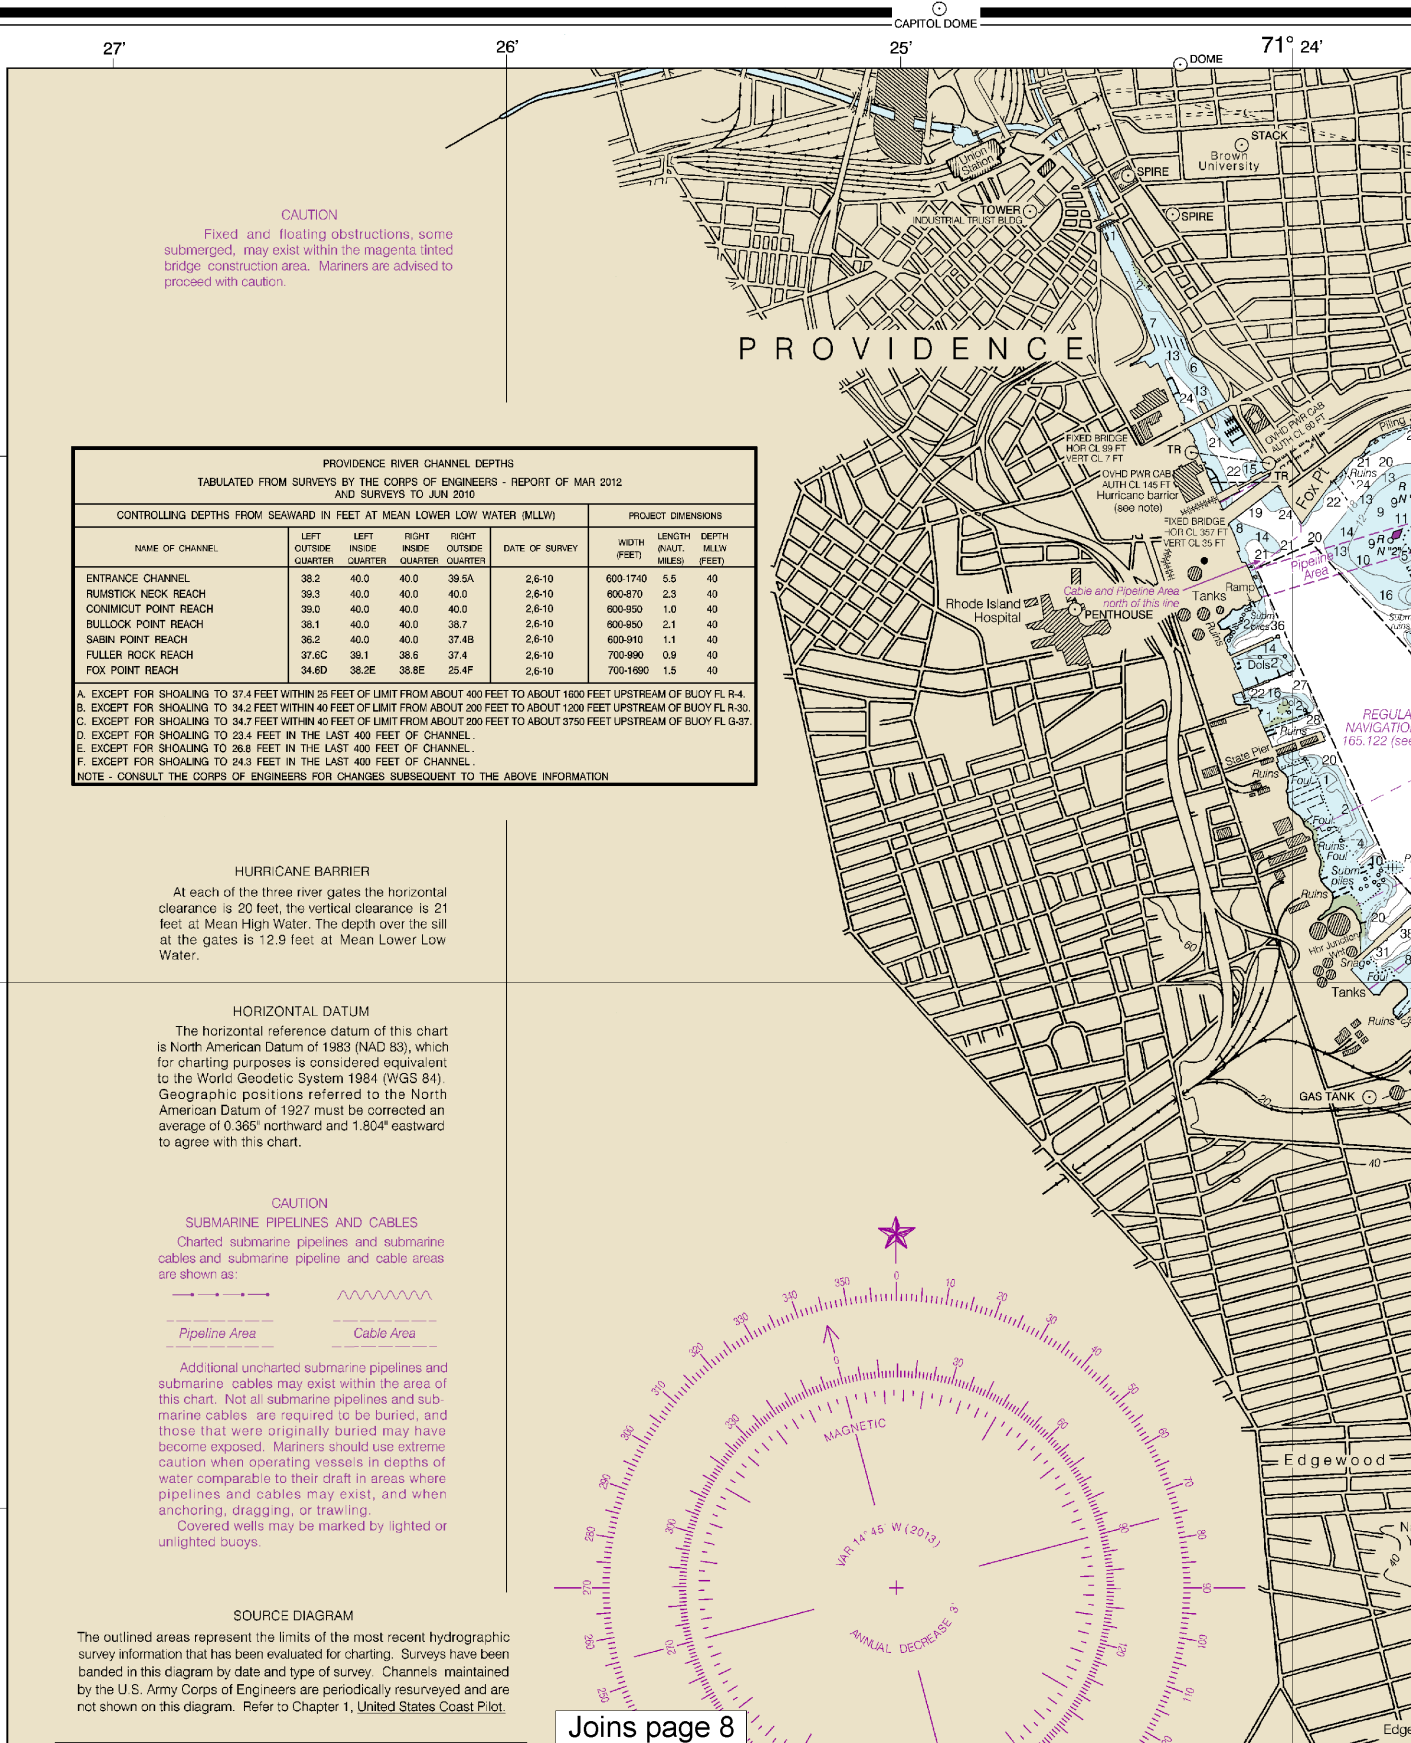 CAPITOL DOME
27'
26'
25'
71° 24'
DOME
STACK
Brown
University
Union
Station
SPIRE
SPIRE
TOWER
INDUSTRIAL TRUST BLDG
CAUTION
Fixed and floating obstructions, some
submerged, may exist within the magenta tinted
bridge construction area. Mariners are advised to
proceed with caution.
PROVIDENCE
PROVIDENCE RIVER CHANNEL DEPTHS
TABULATED FROM SURVEYS BY THE CORPS OF ENGINEERS - REPORT OF MAR 2012
AND SURVEYS TO JUN 2010
CONTROLLING DEPTHS FROM SEAWARD IN FEET AT MEAN LOWER LOW WATER (MLLW) PROJECT DIMENSIONS
NAME OF CHANNEL LEFT OUTSIDE QUARTER LEFT INSIDE QUARTER RIGHT INSIDE QUARTER RIGHT OUTSIDE QUARTER DATE OF SURVEY WIDTH (FEET) LENGTH (NAUT. MILES) DEPTH MLLW (FEET)
ENTRANCE CHANNEL 38.2 40.0 40.0 39.5A 2,6-10 600-1740 5.5 40
RUMSTICK NECK REACH 39.3 40.0 40.0 40.0 2,6-10 600-870 2.3 40
CONIMICUT POINT REACH 39.0 40.0 40.0 40.0 2,6-10 600-950 1.0 40
BULLOCK POINT REACH 38.1 40.0 40.0 38.7 2,6-10 600-950 2.1 40
SABIN POINT REACH 36.2 40.0 40.0 37.4B 2,6-10 600-910 1.1 40
FULLER ROCK REACH 37.6C 39.1 38.6 37.4 2,6-10 700-990 0.9 40
FOX POINT REACH 34.6D 38.2E 38.8E 25.4F 2,6-10 700-1690 1.5 40
A. EXCEPT FOR SHOALING TO 37.4 FEET WITHIN 25 FEET OF LIMIT FROM ABOUT 400 FEET TO ABOUT 1600 FEET UPSTREAM OF BUOY FL R-4.
B. EXCEPT FOR SHOALING TO 34.2 FEET WITHIN 40 FEET OF LIMIT FROM ABOUT 200 FEET TO ABOUT 1200 FEET UPSTREAM OF BUOY FL R-30.
C. EXCEPT FOR SHOALING TO 34.7 FEET WITHIN 40 FEET OF LIMIT FROM ABOUT 200 FEET TO ABOUT 3750 FEET UPSTREAM OF BUOY FL G-37.
D. EXCEPT FOR SHOALING TO 23.4 FEET IN THE LAST 400 FEET OF CHANNEL.
E. EXCEPT FOR SHOALING TO 26.8 FEET IN THE LAST 400 FEET OF CHANNEL.
F. EXCEPT FOR SHOALING TO 24.3 FEET IN THE LAST 400 FEET OF CHANNEL.
NOTE - CONSULT THE CORPS OF ENGINEERS FOR CHANGES SUBSEQUENT TO THE ABOVE INFORMATION
FIXED BRIDGE
HOR CL 99 FT
VERT CL 7 FT
TR
OVHD PWR CAB
AUTH CL 60 FT
OVHD PWR CAB
AUTH CL 145 FT
TR
Hurricane barrier
(see note)
FOX Pt
Piling
Ruins
FIXED BRIDGE
HOR CL 357 FT
VERT CL 35 FT
Pipeline
Area
Cable and Pipeline Area
north of this line
Rhode Island
Hospital
PENTHOUSE
Tanks
Ramp
Ruins
Dols
State Pier
Ruins
Ruins
Foul
REGULA
NAVIGATIO
165.122 (see
Foul
Ruins
Foul
Subm
piles
Ruins
Hbr Junction
Whf
Snag
Foul
Tanks
Ruins
GAS TANK
60
20
40
HURRICANE BARRIER
At each of the three river gates the horizontal
clearance is 20 feet, the vertical clearance is 21
feet at Mean High Water. The depth over the sill
at the gates is 12.9 feet at Mean Lower Low
Water.
HORIZONTAL DATUM
The horizontal reference datum of this chart
is North American Datum of 1983 (NAD 83), which
for charting purposes is considered equivalent
to the World Geodetic System 1984 (WGS 84).
Geographic positions referred to the North
American Datum of 1927 must be corrected an
average of 0.365" northward and 1.804" eastward
to agree with this chart.
CAUTION
SUBMARINE PIPELINES AND CABLES
Charted submarine pipelines and submarine
cables and submarine pipeline and cable areas
are shown as:
Pipeline Area Cable Area
Additional uncharted submarine pipelines and
submarine cables may exist within the area of
this chart. Not all submarine pipelines and sub-
marine cables are required to be buried, and
those that were originally buried may have
become exposed. Mariners should use extreme
caution when operating vessels in depths of
water comparable to their draft in areas where
pipelines and cables may exist, and when
anchoring, dragging, or trawling.
Covered wells may be marked by lighted or
unlighted buoys.
MAGNETIC
VAR 14°45' W (2013)
ANNUAL DECREASE 3'
Edgewood
SOURCE DIAGRAM
The outlined areas represent the limits of the most recent hydrographic
survey information that has been evaluated for charting. Surveys have been
banded in this diagram by date and type of survey. Channels maintained
by the U.S. Army Corps of Engineers are periodically resurveyed and are
not shown on this diagram. Refer to Chapter 1, United States Coast Pilot.
Joins page 8
Edge